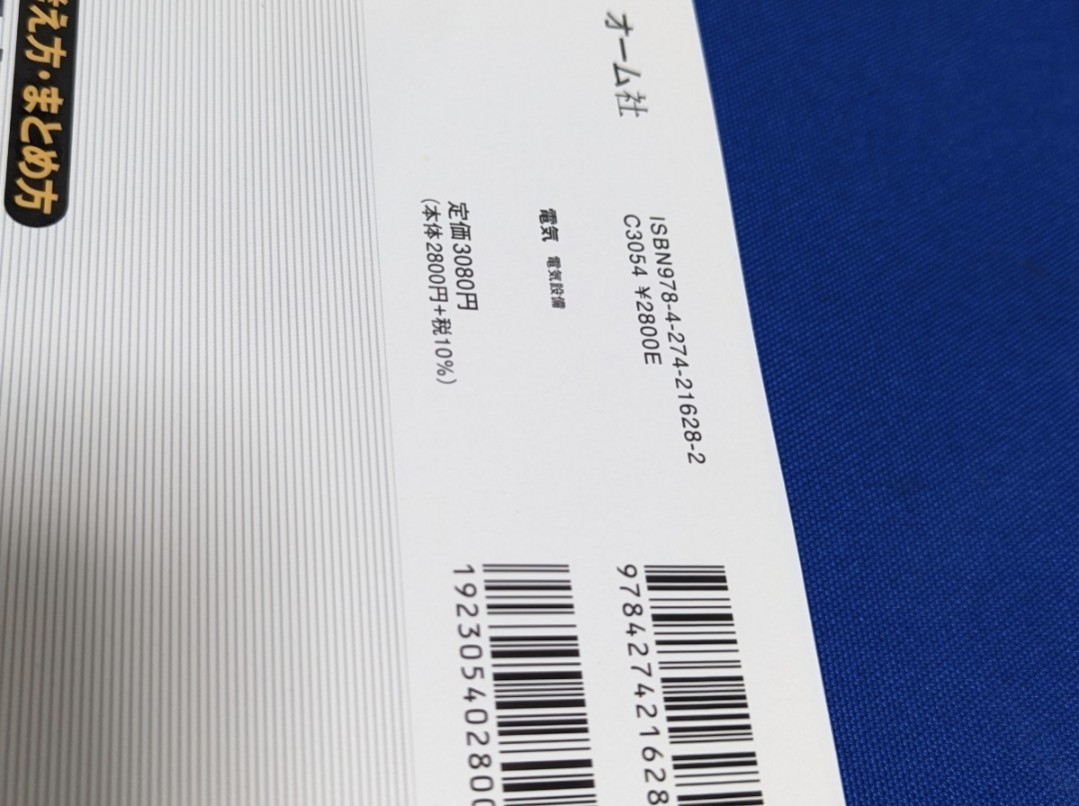 え方・まとめ方
オーム社
ISBN978-4-274-21628-2
C3054 ¥2800E
電気 電気設備
定価3080円
(本体2800円+税10%)
978427421628
192305402800